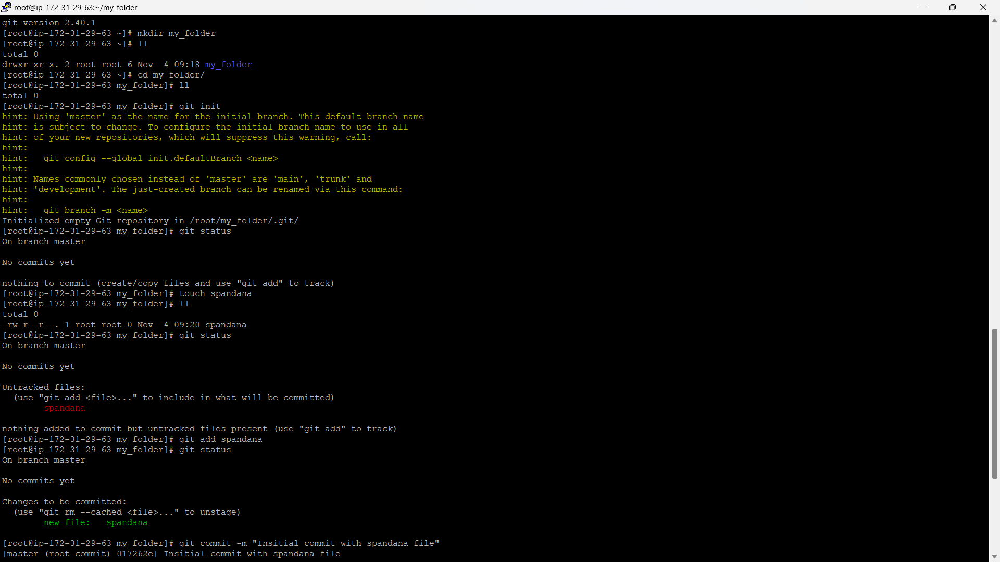 root@ip-172-31-29-63:~/my_folder
git version 2.40.1
[root@ip-172-31-29-63 ~]# mkdir my_folder
[root@ip-172-31-29-63 ~]# ll
total 0
drwxr-xr-x. 2 root root 6 Nov  4 09:18 my_folder
[root@ip-172-31-29-63 ~]# cd my_folder/
[root@ip-172-31-29-63 my_folder]# ll
total 0
[root@ip-172-31-29-63 my_folder]# git init
hint: Using 'master' as the name for the initial branch. This default branch name
hint: is subject to change. To configure the initial branch name to use in all
hint: of your new repositories, which will suppress this warning, call:
hint:
hint:   git config --global init.defaultBranch <name>
hint:
hint: Names commonly chosen instead of 'master' are 'main', 'trunk' and
hint: 'development'. The just-created branch can be renamed via this command:
hint:
hint:   git branch -m <name>
Initialized empty Git repository in /root/my_folder/.git/
[root@ip-172-31-29-63 my_folder]# git status
On branch master

No commits yet

nothing to commit (create/copy files and use "git add" to track)
[root@ip-172-31-29-63 my_folder]# touch spandana
[root@ip-172-31-29-63 my_folder]# ll
total 0
-rw-r--r--. 1 root root 0 Nov  4 09:20 spandana
[root@ip-172-31-29-63 my_folder]# git status
On branch master

No commits yet

Untracked files:
  (use "git add <file>..." to include in what will be committed)
        spandana

nothing added to commit but untracked files present (use "git add" to track)
[root@ip-172-31-29-63 my_folder]# git add spandana
[root@ip-172-31-29-63 my_folder]# git status
On branch master

No commits yet

Changes to be committed:
  (use "git rm --cached <file>..." to unstage)
        new file:   spandana

[root@ip-172-31-29-63 my_folder]# git commit -m "Insitial commit with spandana file"
[master (root-commit) 017262e] Insitial commit with spandana file